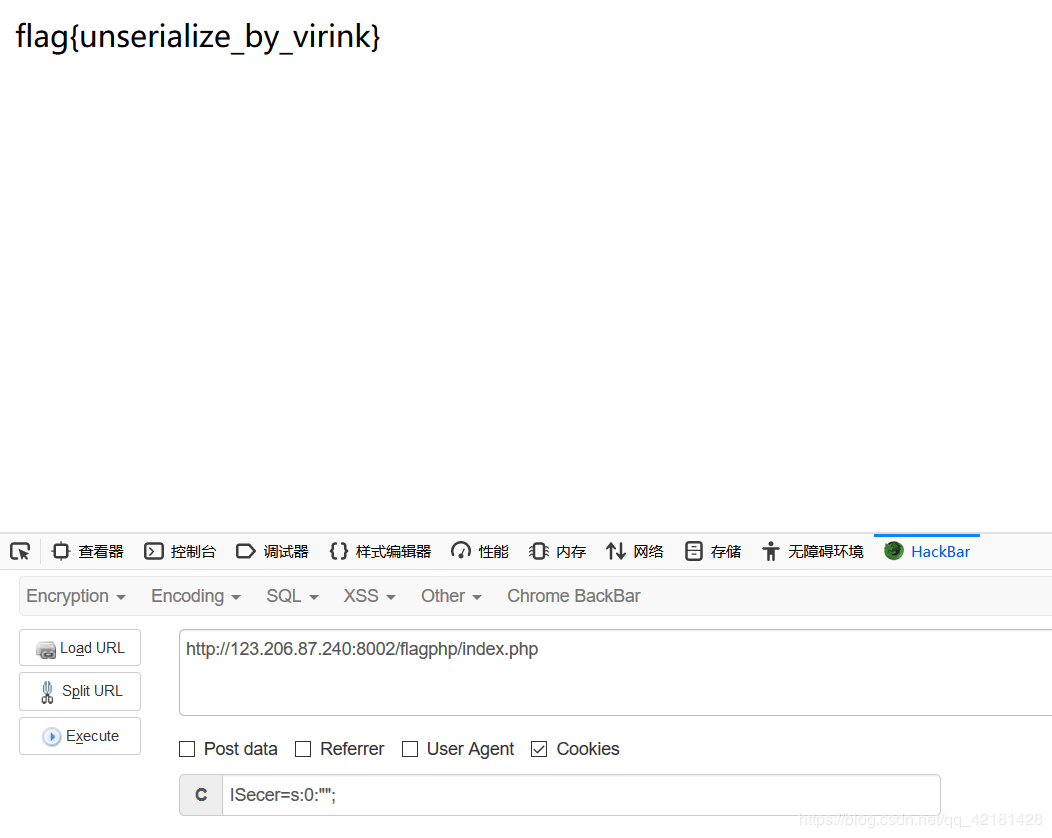 flag{unserialize_by_virink}
查看器 控制台 调试器 样式编辑器 性能 内存 网络 存储 无障碍环境 HackBar
Encryption Encoding SQL XSS Other Chrome BackBar
Load URL
http://123.206.87.240:8002/flagphp/index.php
Split URL
Execute
Post data Referrer User Agent Cookies
C ISecer=s:0:"";
https://blog.csdn.net/qq_42181428